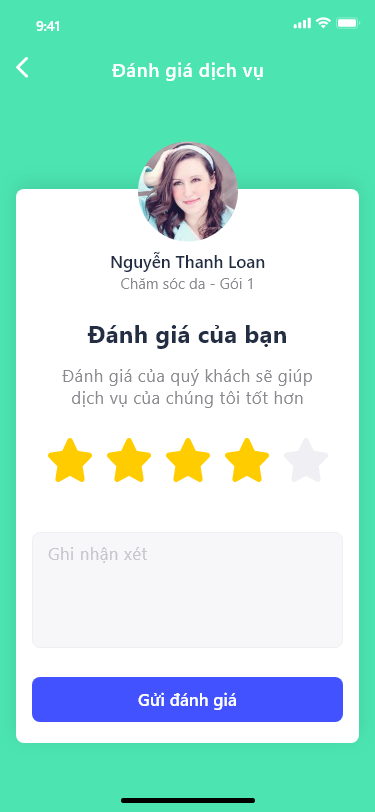 9:41
Đánh giá dịch vụ
Nguyễn Thanh Loan
Chăm sóc da - Gói 1
Đánh giá của bạn
Đánh giá của quý khách sẽ giúp
dịch vụ của chúng tôi tốt hơn
Ghi nhận xét
Gửi đánh giá